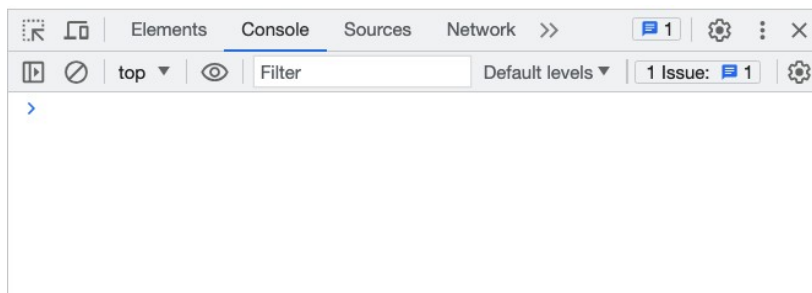 Elements Console Sources Network 1
top Filter Default levels 1 Issue: 1